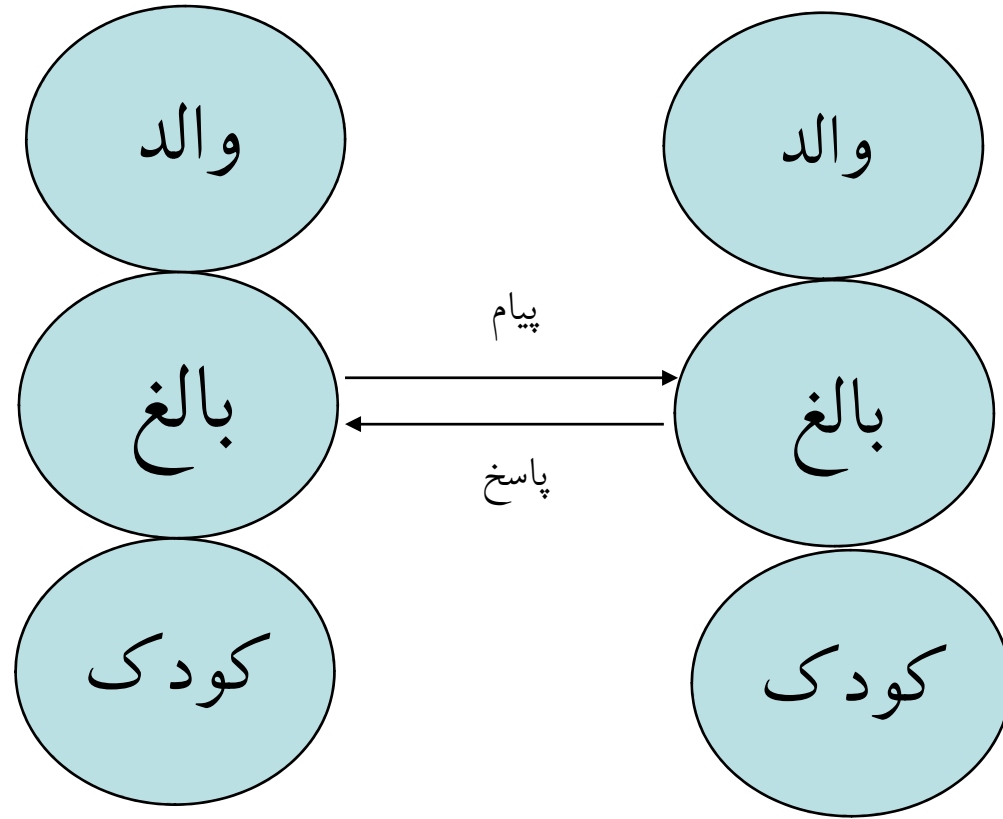 والد
والد
پیام
بالغ
بالغ
پاسخ
کودک
کودک